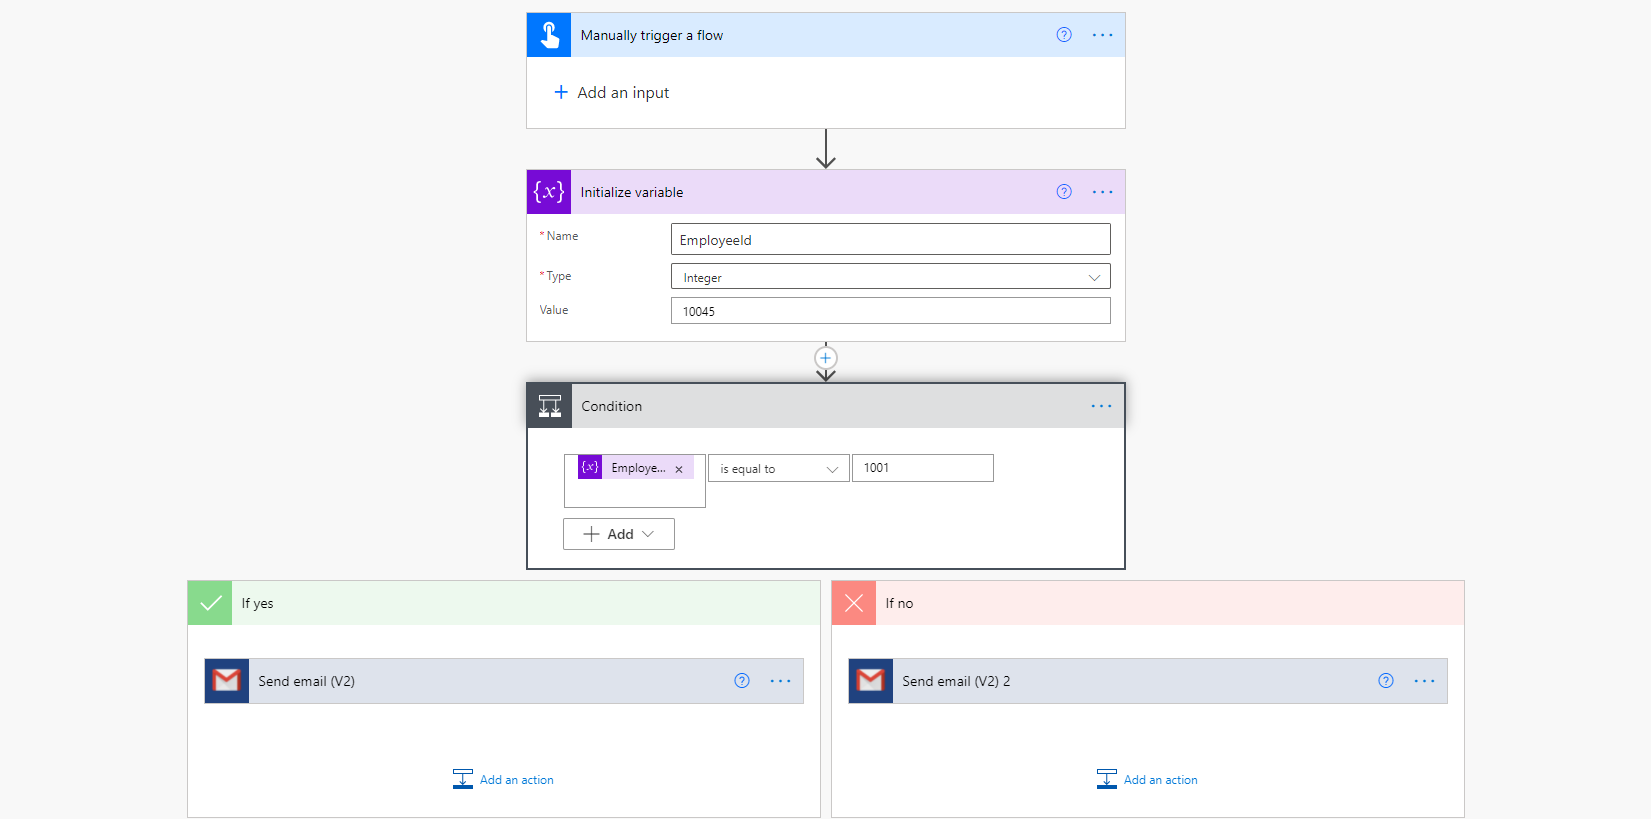 Manually trigger a flow
Add an input
{x} Initialize variable
* Name EmployeeId
* Type Integer
Value 10045
Condition
{x} Employe... × is equal to 1001
Add
If yes
If no
Send email (V2)
Send email (V2) 2
Add an action
Add an action